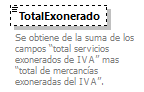 TotalExonerado
Se obtiene de la suma de los
campos "total servicios
exonerados de IVA" mas
"total de mercancías
exoneradas del IVA".